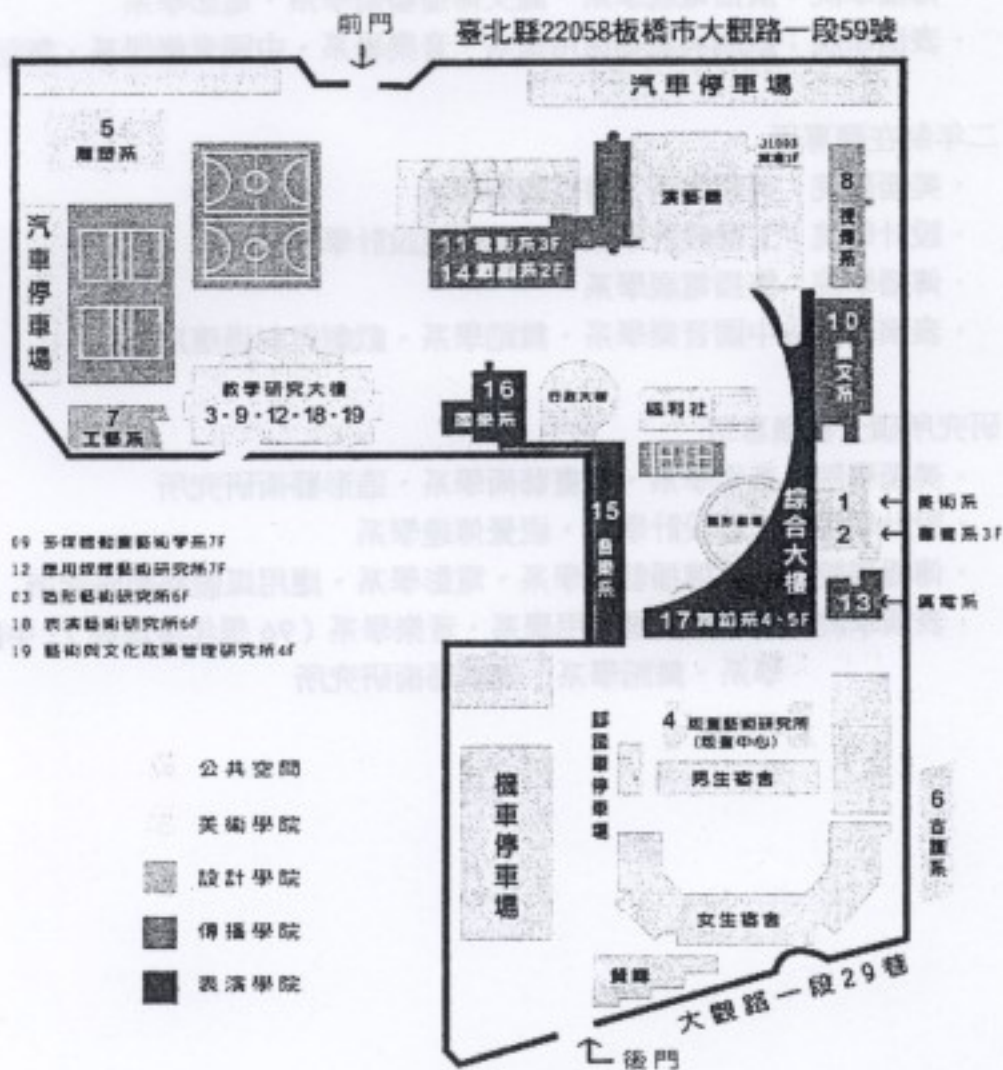 前門
臺北縣22058板橋市大觀路一段59號
汽車停車場
5
雕塑系
J1003
演藝廳
8
視傳系
汽車停車場
11 電影系3F
14 戲劇系2F
10 圖文所
教學研究大樓
3・9・12・18・19
16
音樂系
行政大樓
福利社
7
工藝系
15
國樂系
綜合大樓
1 ← 美術系
2 ← 書畫系3F
13 ← 廣電系
17 舞蹈系4、5F
09 多媒體動畫藝術學系7F
12 應用媒體藝術研究所7F
03 造形藝術研究所6F
18 表演藝術研究所6F
19 藝術與文化政策管理研究所4F
4 版畫藝術研究所
(版畫中心)
男生宿舍
機車停車場
6 古蹟系
女生宿舍
餐廳
公共空間
美術學院
設計學院
傳播學院
表演學院
大觀路一段29巷
後門